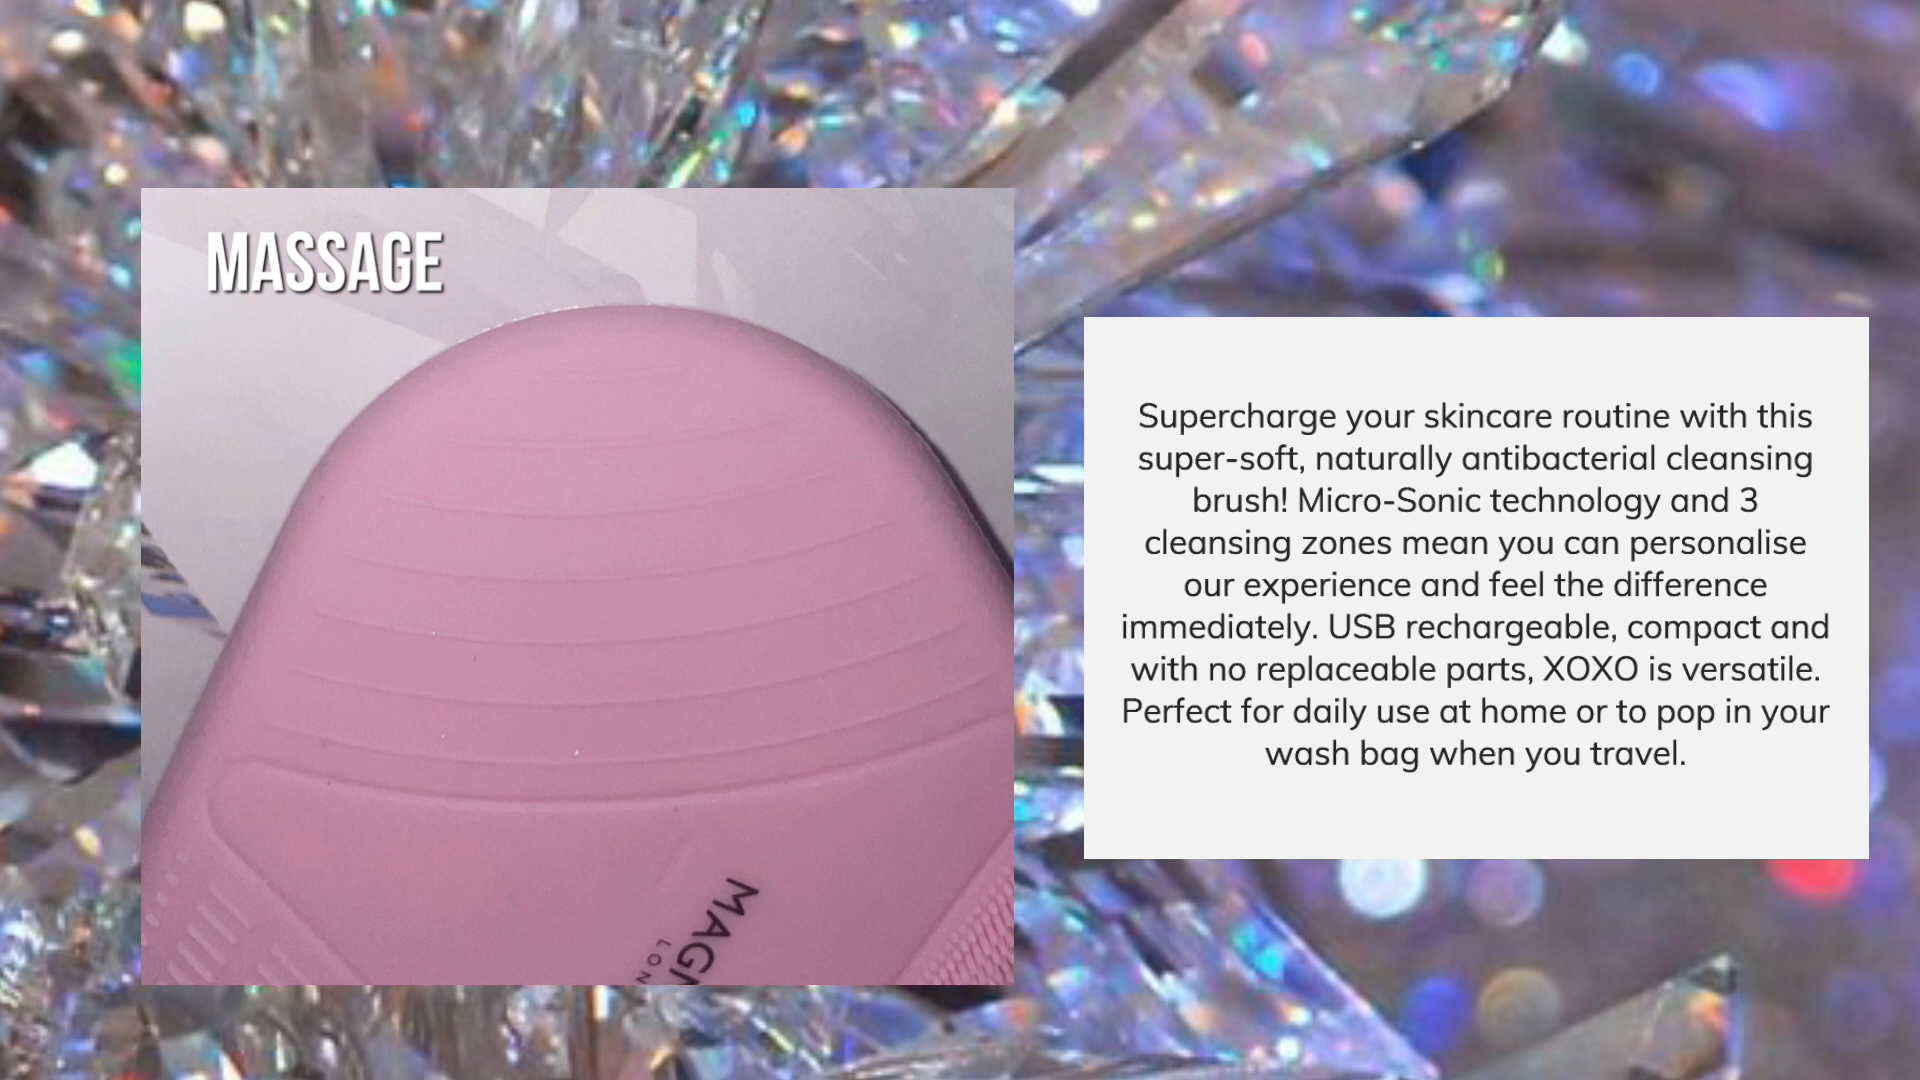 MASSAGE
Supercharge your skincare routine with this
super-soft, naturally antibacterial cleansing
brush! Micro-Sonic technology and 3
cleansing zones mean you can personalise
our experience and feel the difference
immediately. USB rechargeable, compact and
with no replaceable parts, XOXO is versatile.
Perfect for daily use at home or to pop in your
wash bag when you travel.
MAG
LON